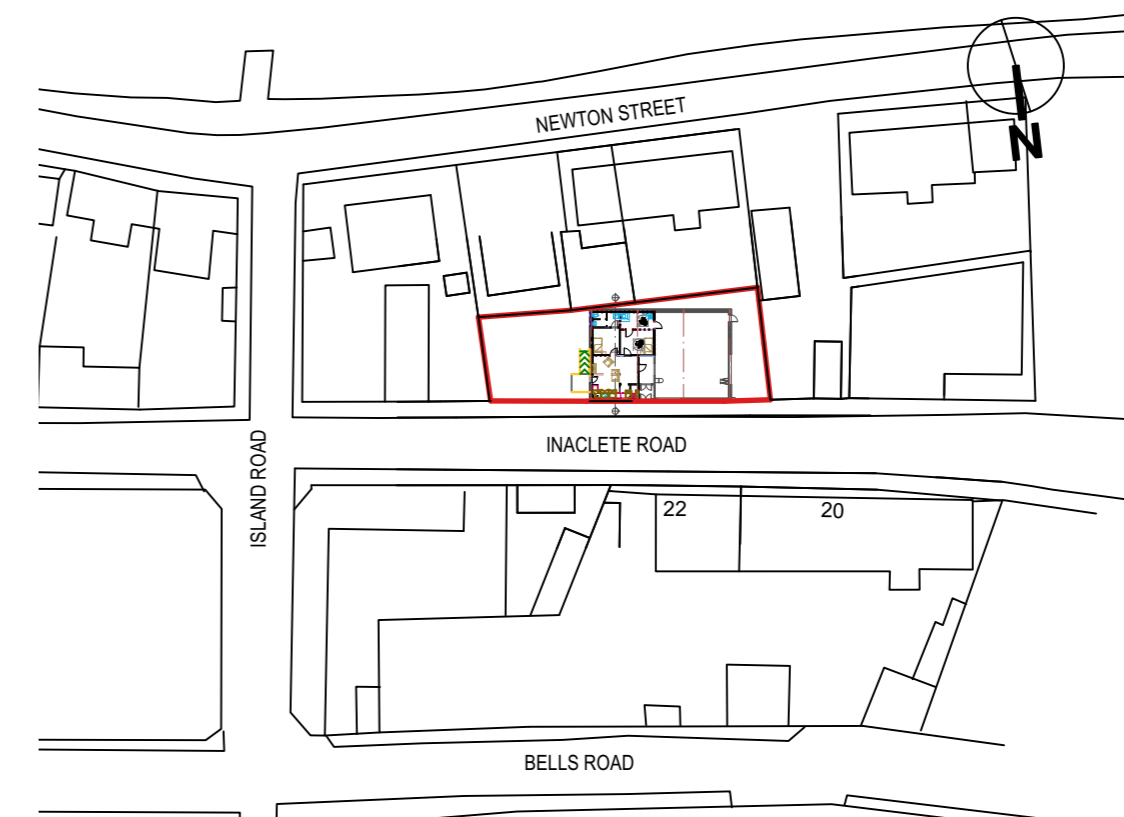 NEWTON STREET
N
INACLETE ROAD
ISLAND ROAD
22
20
BELLS ROAD